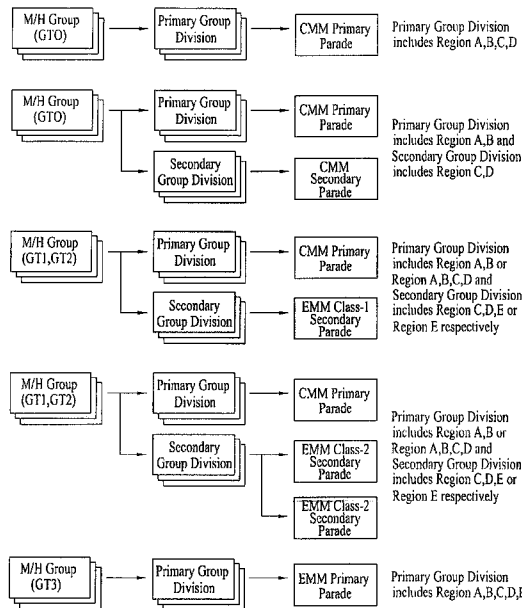 M/H Group
(GTO)
Primary Group
Division
CMM Primary
Parade
Primary Group Division
includes Region A,B,C,D
M/H Group
(GTO)
Primary Group
Division
CMM Primary
Parade
Secondary
Group Division
CMM
Secondary
Parade
Primary Group Division
includes Region A,B and
Secondary Group Division
includes Region C,D
M/H Group
(GT1,GT2)
Primary Group
Division
CMM Primary
Parade
Secondary
Group Division
EMM Class-1
Secondary
Parade
Primary Group Division
includes Region A,B or
Region A,B,C,D and
Secondary Group Division
includes Region C,D,E or
Region E respectively
M/H Group
(GT1,GT2)
Primary Group
Division
CMM Primary
Parade
Secondary
Group Division
EMM Class-2
Secondary
Parade
EMM Class-2
Secondary
Parade
Primary Group Division
includes Region A,B or
Region A,B,C,D and
Secondary Group Division
includes Region C,D,E or
Region E respectively
M/H Group
(GT3)
Primary Group
Division
EMM Primary
Parade
Primary Group Division
includes Region A,B,C,D,E